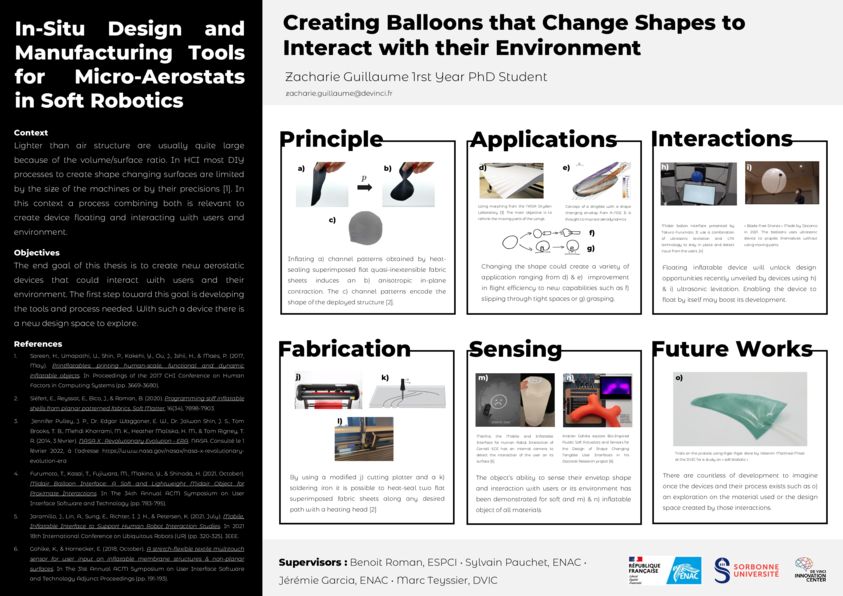 In-Situ Design and
Manufacturing Tools
for Micro-Aerostats
in Soft Robotics
Context
Lighter than air structure are usually quite large
because of the volume/surface ratio. In HCI most DIY
processes to create shape changing surfaces are limited
by the size of the machines or by their precisions [1]. In
this context a process combining both is relevant to
create device floating and interacting with users and
environment.
Objectives
The end goal of this thesis is to create new aerostatic
devices that could interact with users and their
environment. The first step toward this goal is developing
the tools and process needed. With such a device there is
a new design space to explore.
References
1. Sareen, H., Umapathi, U., Shin, P., Kakehi, Y., Ou, J., Ishii, H., & Maes, P. (2017,
May). Printflatables: printing human-scale, functional and dynamic
inflatable objects. In Proceedings of the 2017 CHI Conference on Human
Factors in Computing Systems (pp. 3669-3680).
2. Siéfert, E., Reyssat, E., Bico, J., & Roman, B. (2020). Programming stiff inflatable
shells from planar patterned fabrics. Soft Matter, 16(34), 7898-7903.
3. Jennifer Pulley, J. P., Dr. Edgar Waggoner, E. W., Dr. Jaiwon Shin, J. S., Tom
Brooks, T. B., Mehdi Khorrami, M. K., Heather Maliska, H. M., & Tom Rigney, T.
R. (2014, 3 février). NASA X : Revolutionary Evolution - ERA. NASA. Consulté le 1
février 2022, à l'adresse https://www.nasa.gov/nasax/nasa-x-revolutionary-
evolution-era
4. Furumoto, T., Kasai, T., Fujiwara, M., Makino, Y., & Shinoda, H. (2021, October).
Midair Balloon Interface: A Soft and Lightweight Midair Object for
Proximate Interactions. In The 34th Annual ACM Symposium on User
Interface Software and Technology (pp. 783-795).
5. Jaramillo, J., Lin, A., Sung, E., Richter, I. J. H., & Petersen, K. (2021, July). Mobile,
Inflatable Interface to Support Human Robot Interaction Studies. In 2021
18th International Conference on Ubiquitous Robots (UR) (pp. 320-325). IEEE.
6. Gohlke, K., & Hornecker, E. (2018, October). A stretch-flexible textile multitouch
sensor for user input on inflatable membrane structures & non-planar
surfaces. In The 31st Annual ACM Symposium on User Interface Software
and Technology Adjunct Proceedings (pp. 191-193).
Creating Balloons that Change Shapes to
Interact with their Environment
Zacharie Guillaume 1rst Year PhD Student
zacharie.guillaume@devinci.fr
Principle
a)
p
b)
c)
Inflating a) channel patterns obtained by heat-
sealing superimposed flat quasi-inexensible fabric
sheets induces an b) anisotropic in-plane
contraction. The c) channel patterns encode the
shape of the deployed structure [2].
Applications
d)
e)
f)
g)
Changing the shape could create a variety of
application ranging from d) & e) improvement
in flight efficiency to new capabilities such as f)
slipping through tight spaces or g) grasping.
Interactions
h)
i)
Floating inflatable device will unlock design
opportunities recently unveiled by devices using h)
& i) ultrasonic levitation. Enabling the device to
float by itself may boost its development.
Fabrication
j)
k)
l)
By using a modifyed j) cutting platter and a k)
soldering iron it is possible to heat-seal two flat
superimposed fabric sheets along any desired
path with a heating head [2]
Sensing
m)
n)
The object's ability to sense their envelop shape
and interaction with users or its environment has
been demonstrated for soft and m) & n) inflatable
object of all materials
Future Works
o)
There are countless of development to imagine
once the devices and their process exists such as o)
an exploration on the material used or the design
space created by those interactions.
Supervisors : Benoit Roman, ESPCI • Sylvain Pauchet, ENAC •
Jérémie Garcia, ENAC • Marc Teyssier, DVIC
RÉPUBLIQUE
FRANÇAISE
ENAC
SORBONNE
UNIVERSITÉ
DE VINCI
INNOVATION
CENTER